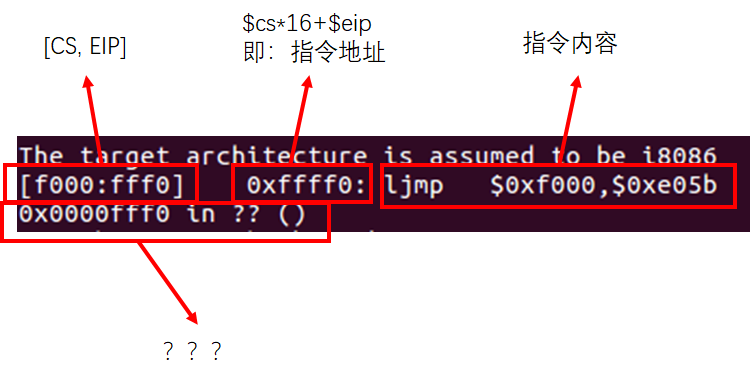 [CS, EIP]
$cs*16+$eip
即：指令地址
指令内容
The target architecture is assumed to be i8086
[f000:fff0]    0xffff0: ljmp   $0xf000,$0xe05b
0x0000fff0 in ?? ()
？？？